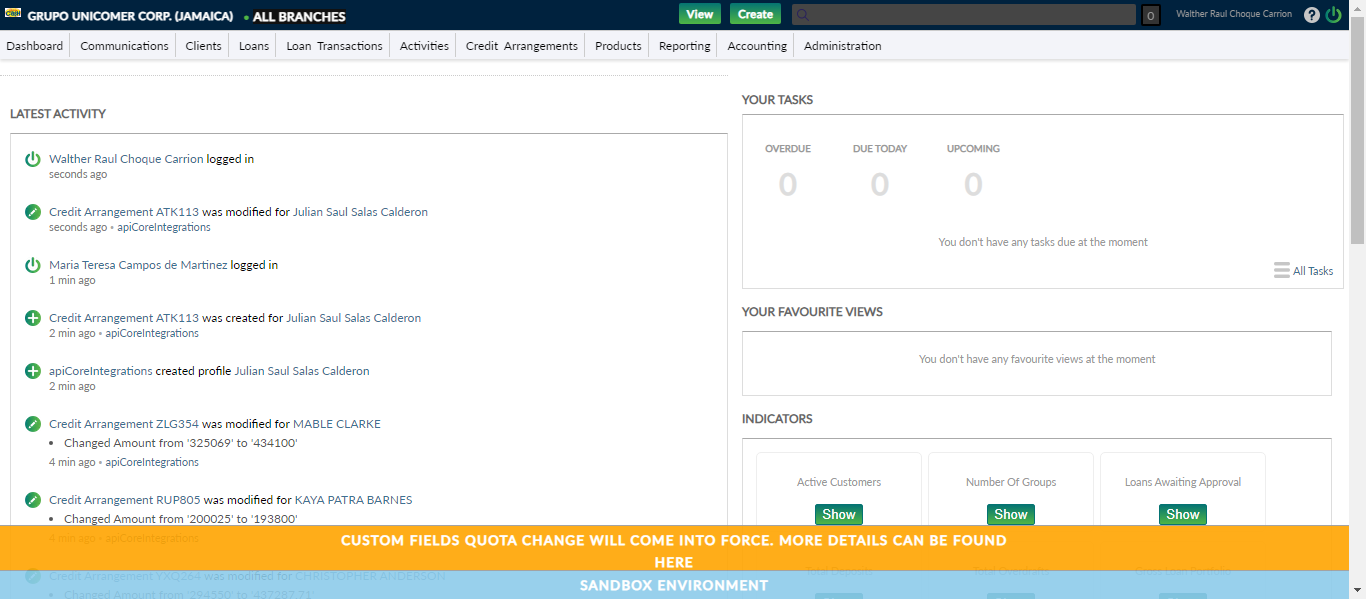 GRUPO UNICOMER CORP. (JAMAICA) • ALL BRANCHES View Create 0 Walther Raul Choque Carrion ?
Dashboard Communications Clients Loans Loan Transactions Activities Credit Arrangements Products Reporting Accounting Administration
LATEST ACTIVITY
Walther Raul Choque Carrion logged in
seconds ago
Credit Arrangement ATK113 was modified for Julian Saul Salas Calderon
seconds ago • apiCoreIntegrations
Maria Teresa Campos de Martinez logged in
1 min ago
Credit Arrangement ATK113 was created for Julian Saul Salas Calderon
2 min ago • apiCoreIntegrations
apiCoreIntegrations created profile Julian Saul Salas Calderon
2 min ago
Credit Arrangement ZLG354 was modified for MABLE CLARKE
• Changed Amount from '325069' to '434100'
4 min ago • apiCoreIntegrations
Credit Arrangement RUP805 was modified for KAYA PATRA BARNES
• Changed Amount from '200025' to '193800'
4 min ago • apiCoreIntegrations
Credit Arrangement YXQ264 was modified for CHRISTOPHER ANDERSON
• Changed Amount from '294550' to '437287.71'
YOUR TASKS
OVERDUE DUE TODAY UPCOMING
0 0 0
You don't have any tasks due at the moment
All Tasks
YOUR FAVOURITE VIEWS
You don't have any favourite views at the moment
INDICATORS
Active Customers Number Of Groups Loans Awaiting Approval
Show Show Show
Total Deposits Total Overdrafts Gross Loan Portfolio
CUSTOM FIELDS QUOTA CHANGE WILL COME INTO FORCE. MORE DETAILS CAN BE FOUND
HERE
SANDBOX ENVIRONMENT